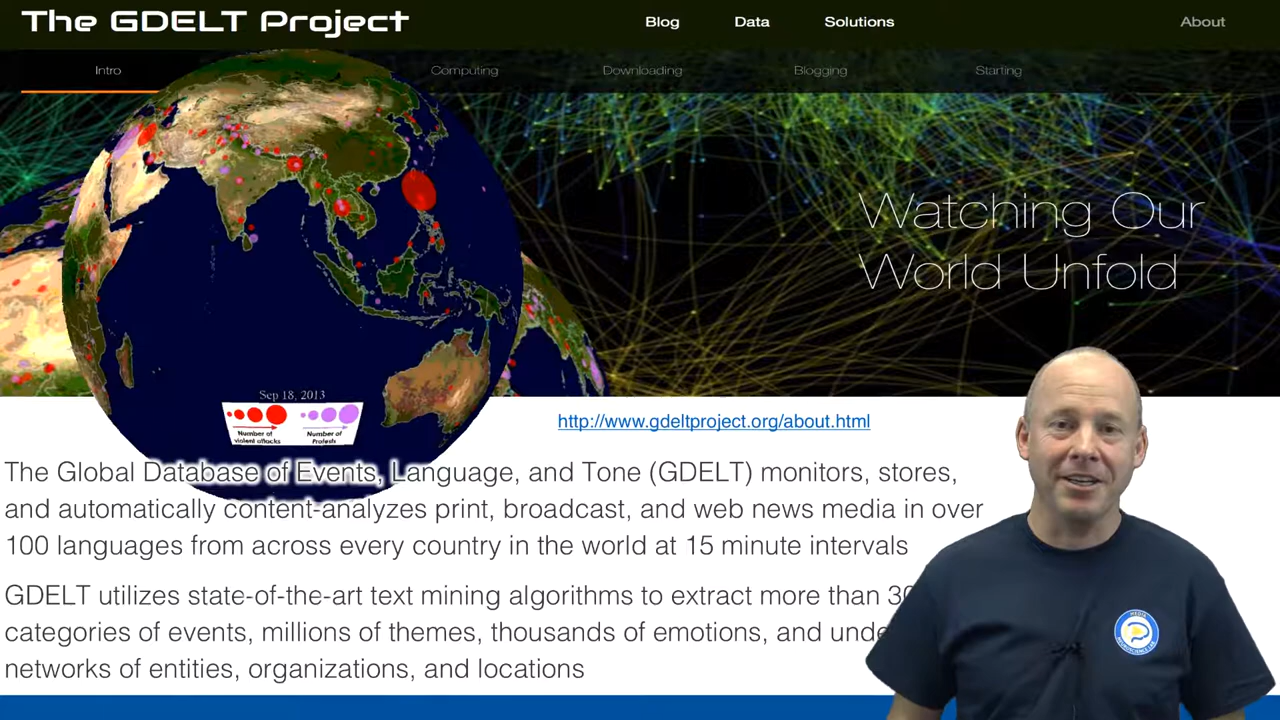 The GDELT Project
Blog Data Solutions About
Intro Computing Downloading Blogging Starting
Watching Our
World Unfold
Sep 18, 2013
Number of
violent attacks
Number of
Protests
http://www.gdeltproject.org/about.html
The Global Database of Events, Language, and Tone (GDELT) monitors, stores,
and automatically content-analyzes print, broadcast, and web news media in over
100 languages from across every country in the world at 15 minute intervals
GDELT utilizes state-of-the-art text mining algorithms to extract more than
categories of events, millions of themes, thousands of emotions, and
networks of entities, organizations, and locations
MEDIA
NEUROSCIENCE LAB